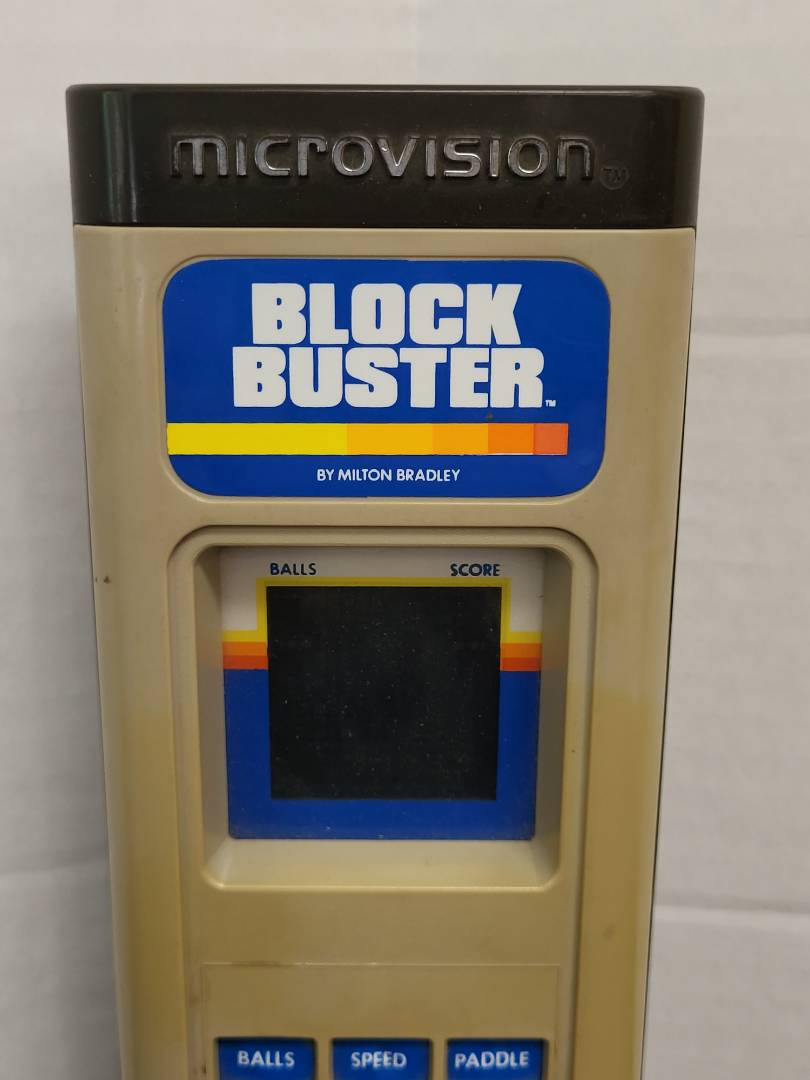 mICrOVISIOn™
BLOCK
BUSTER™
BY MILTON BRADLEY
BALLS SCORE
BALLS SPEED PADDLE